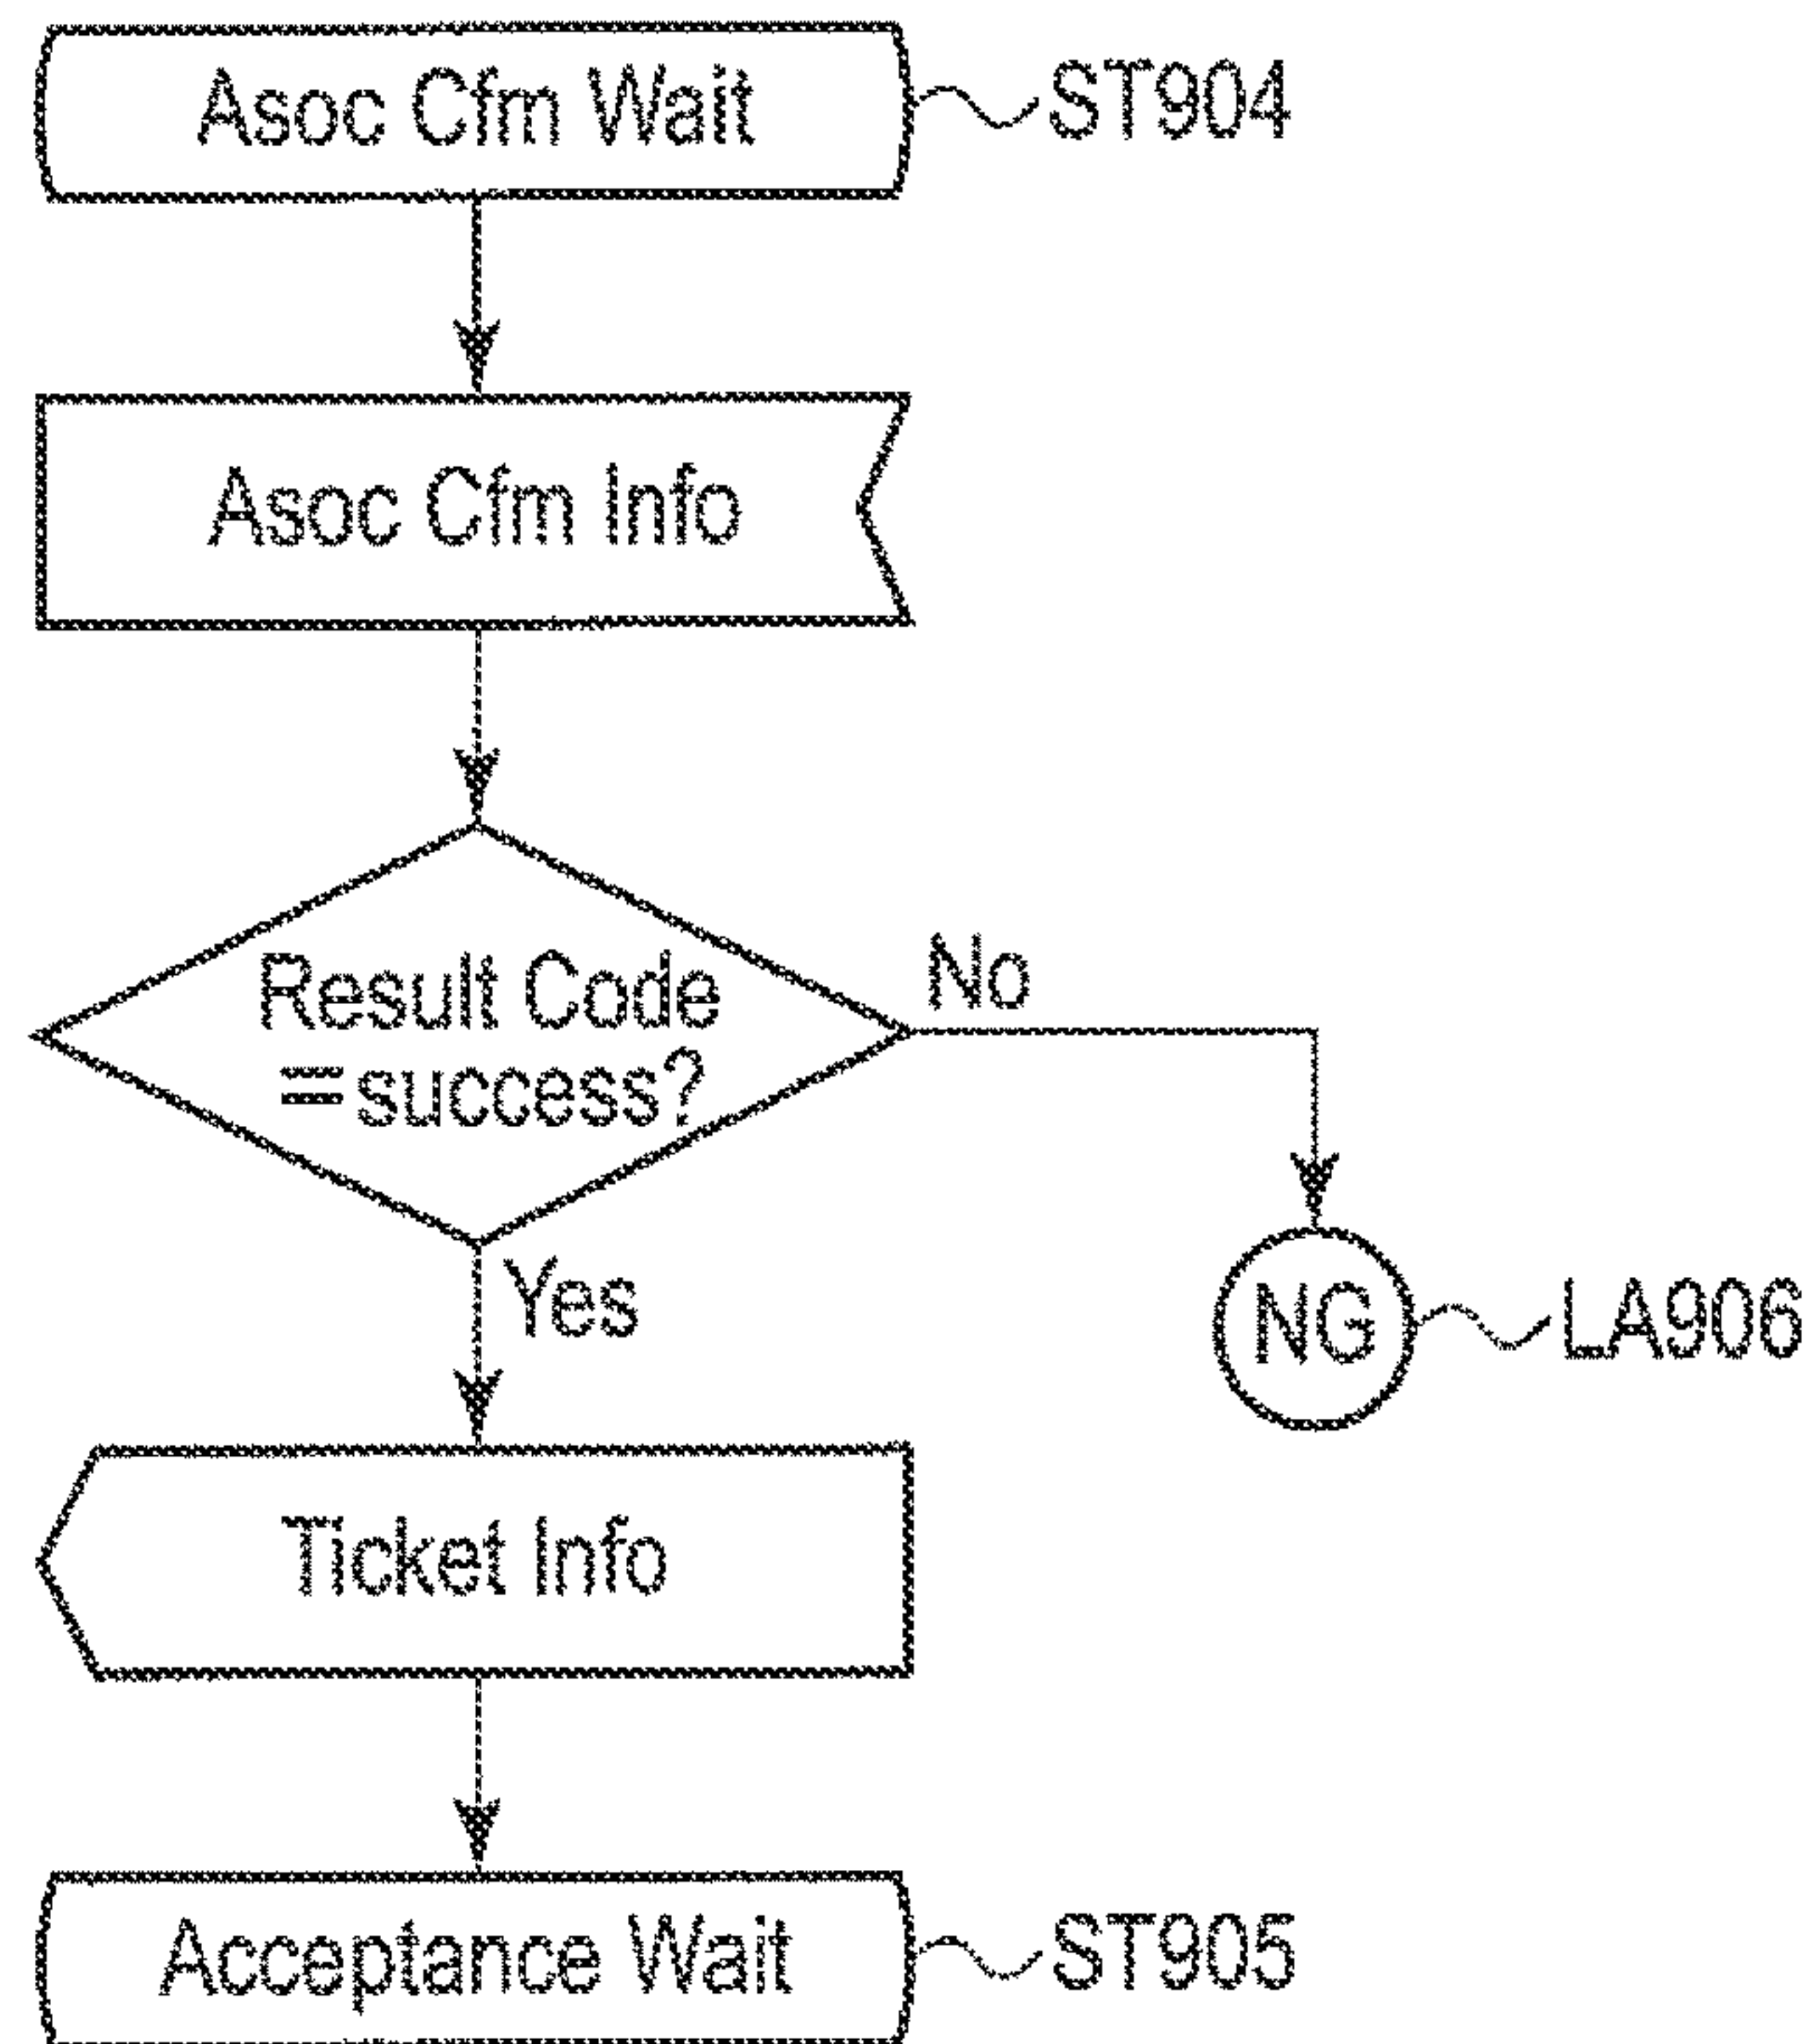 Asoc Cfm Wait
ST904
Asoc Cfm Info
Result Code
=success?
No
Yes
NG
LA906
Ticket Info
Acceptance Wait
ST905